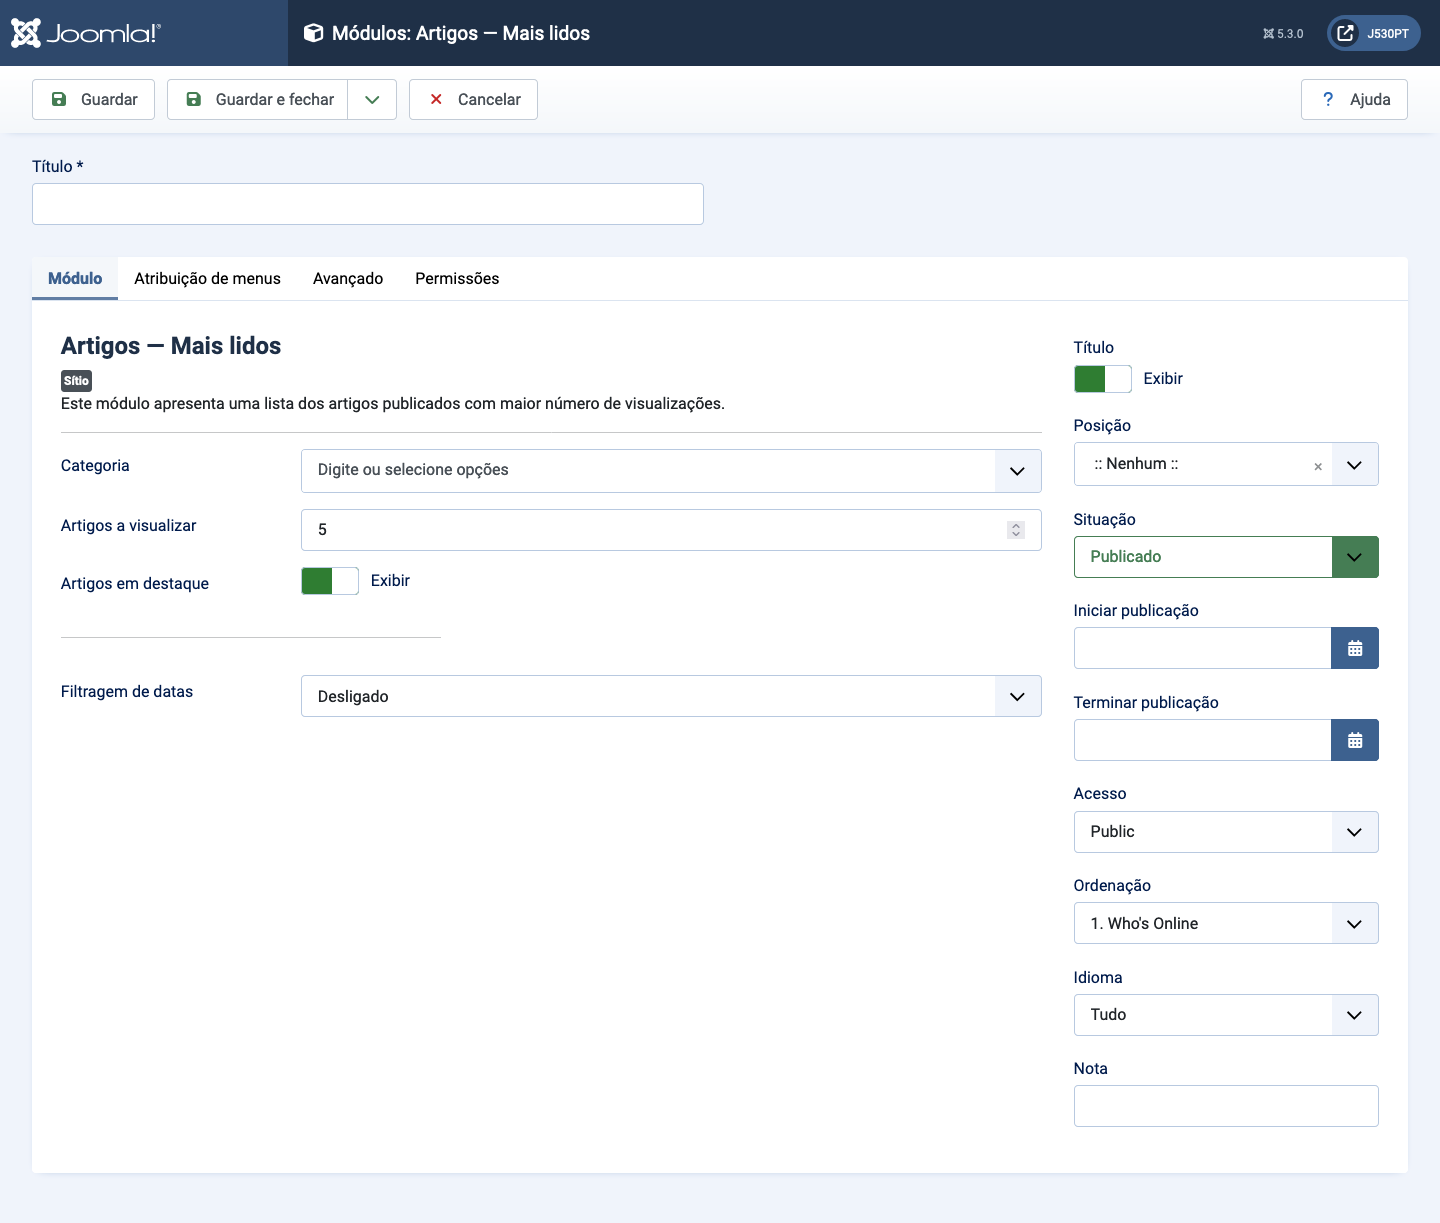 Joomla!®
Módulos: Artigos — Mais lidos
5.3.0
J530PT
Guardar
Guardar e fechar
Cancelar
? Ajuda
Título *
Módulo
Atribuição de menus
Avançado
Permissões
Artigos — Mais lidos
Sítio
Este módulo apresenta uma lista dos artigos publicados com maior número de visualizações.
Categoria
Digite ou selecione opções
Artigos a visualizar
5
Artigos em destaque
Exibir
Filtragem de datas
Desligado
Título
Exibir
Posição
:: Nenhum ::
×
Situação
Publicado
Iniciar publicação
Terminar publicação
Acesso
Public
Ordenação
1. Who's Online
Idioma
Tudo
Nota